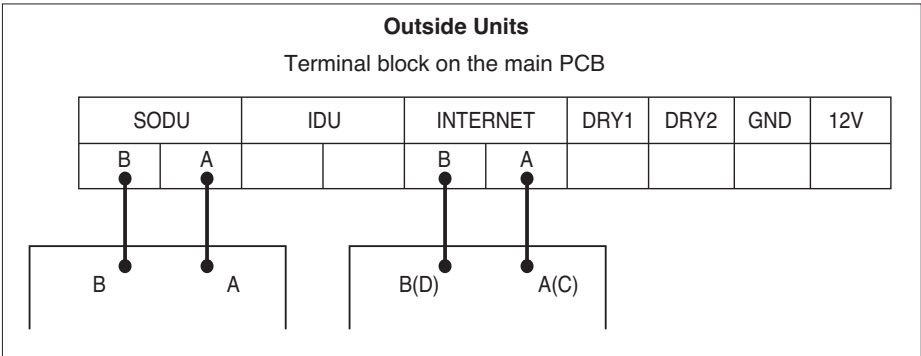 Outside Units
Terminal block on the main PCB
SODU IDU INTERNET DRY1 DRY2 GND 12V
B A B A
B A B(D) A(C)